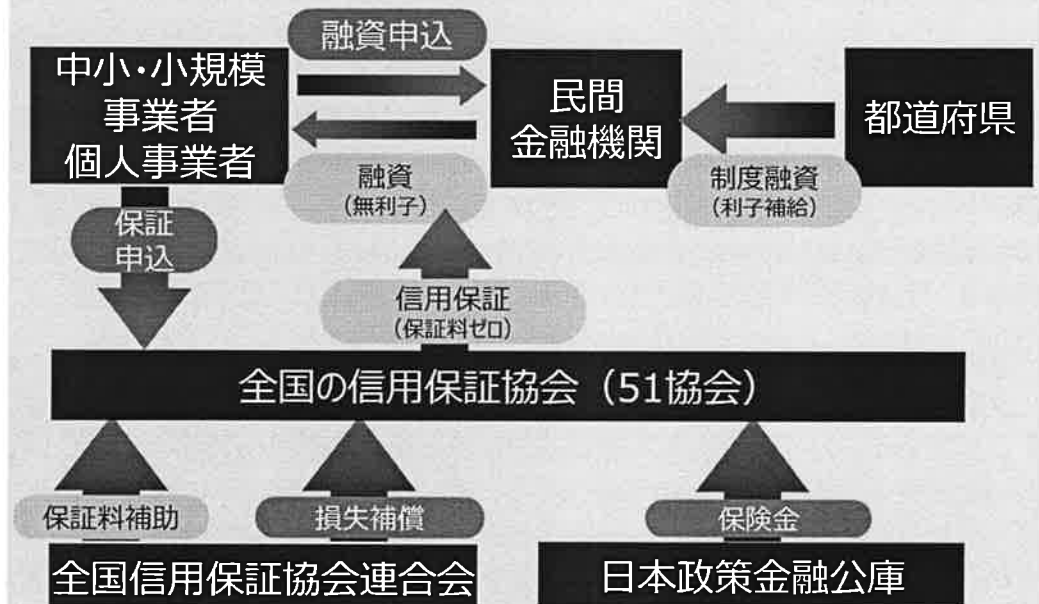 融資申込
中小・小規模
事業者
個人事業者
民間
金融機関
都道府県
融資
(無利子)
制度融資
(利子補給)
保証
申込
信用保証
(保証料ゼロ)
全国の信用保証協会（51協会）
保証料補助
損失補償
保険金
全国信用保証協会連合会
日本政策金融公庫